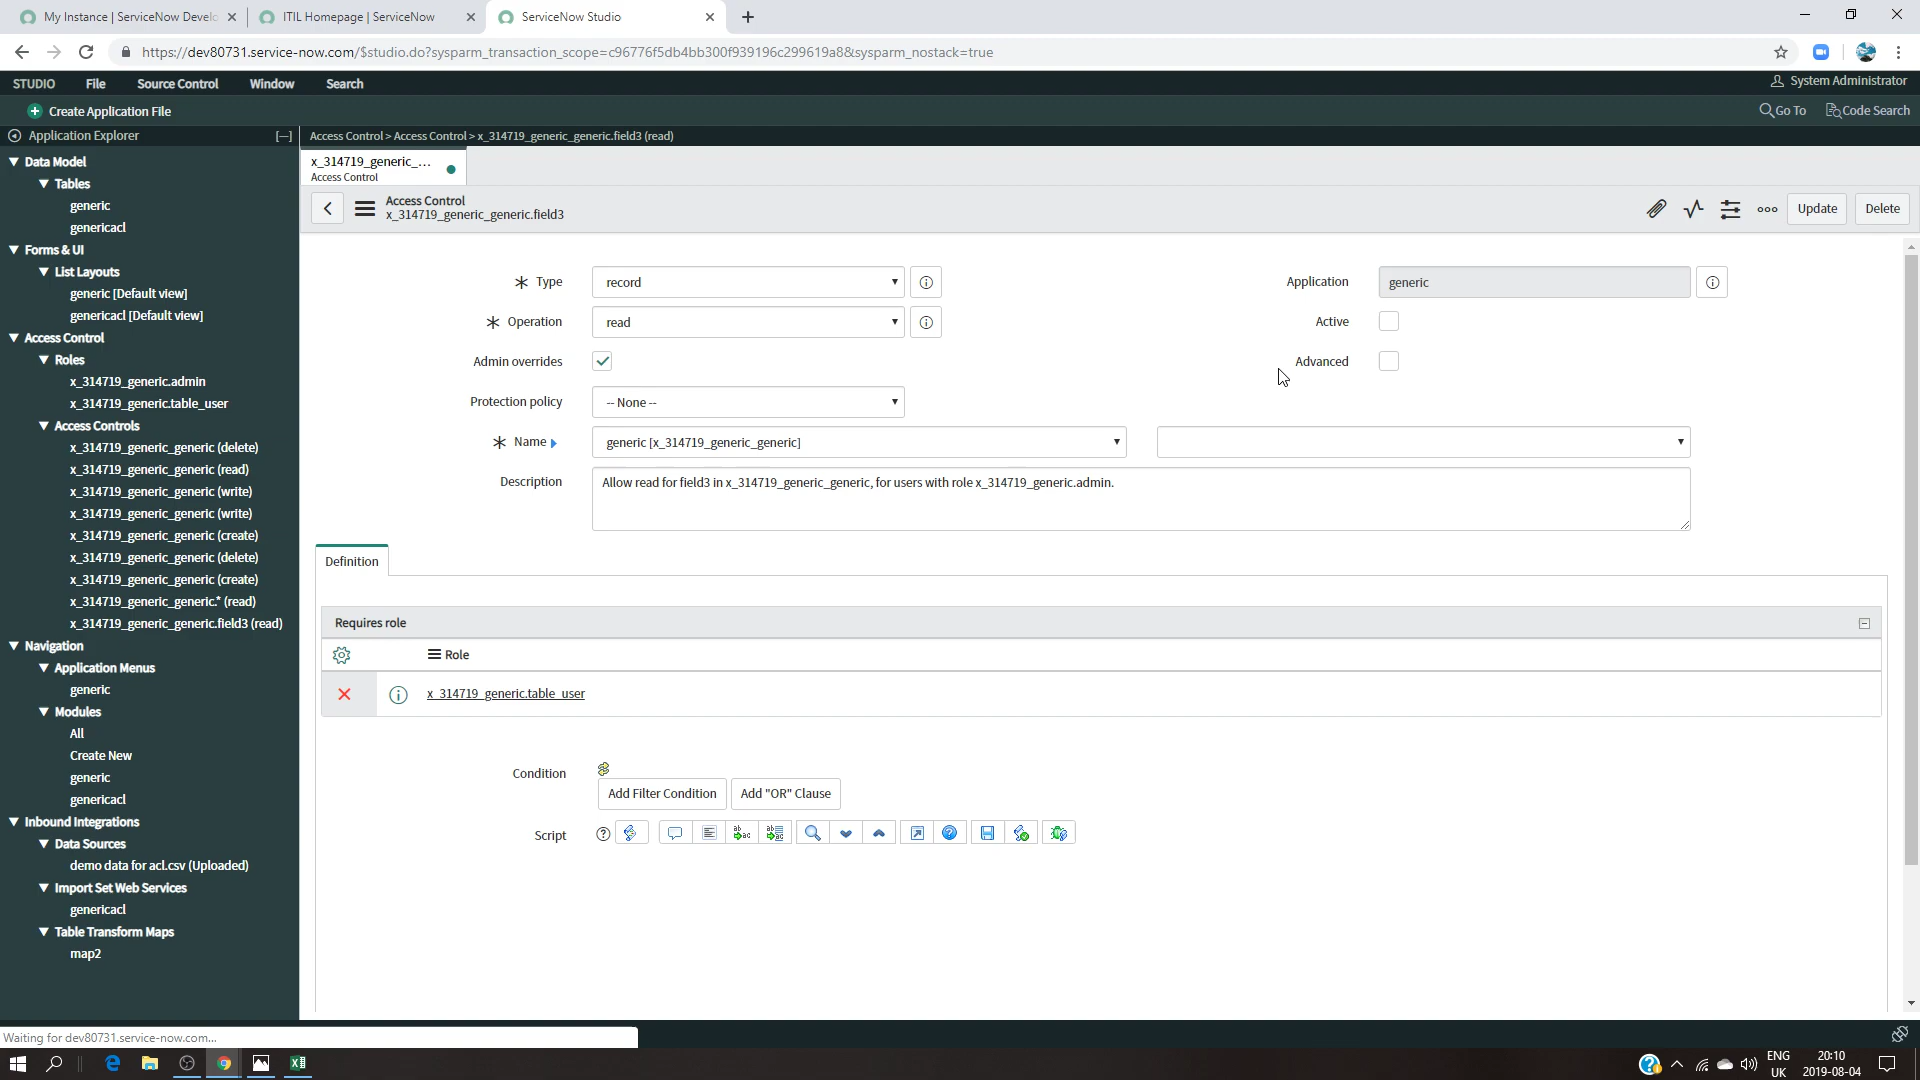 My Instance | ServiceNow Develo
ITIL Homepage | ServiceNow
ServiceNow Studio
https://dev80731.service-now.com/$studio.do?sysparm_transaction_scope=c96776f5db4bb300f939196c299619a8&sysparm_nostack=true
STUDIO
File
Source Control
Window
Search
System Administrator
Create Application File
Go To
Code Search
Application Explorer
[—]
Access Control > Access Control > x_314719_generic_generic.field3 (read)
Data Model
Tables
generic
genericacl
Forms & UI
List Layouts
generic [Default view]
genericacl [Default view]
Access Control
Roles
x_314719_generic.admin
x_314719_generic.table_user
Access Controls
x_314719_generic_generic (delete)
x_314719_generic_generic (read)
x_314719_generic_generic (write)
x_314719_generic_generic (write)
x_314719_generic_generic (create)
x_314719_generic_generic (delete)
x_314719_generic_generic (create)
x_314719_generic_generic.* (read)
x_314719_generic_generic.field3 (read)
Navigation
Application Menus
generic
Modules
All
Create New
generic
genericacl
Inbound Integrations
Data Sources
demo data for acl.csv (Uploaded)
Import Set Web Services
genericacl
Table Transform Maps
map2
x_314719_generic_...
Access Control
Access Control
x_314719_generic_generic.field3
Update
Delete
Type
record
Application
generic
Operation
read
Active
Admin overrides
Advanced
Protection policy
-- None --
Name
generic [x_314719_generic_generic]
Description
Allow read for field3 in x_314719_generic_generic, for users with role x_314719_generic.admin.
Definition
Requires role
Role
x_314719_generic.table_user
Condition
Add Filter Condition
Add "OR" Clause
Script
Waiting for dev80731.service-now.com...
ENG
UK
20:10
2019-08-04